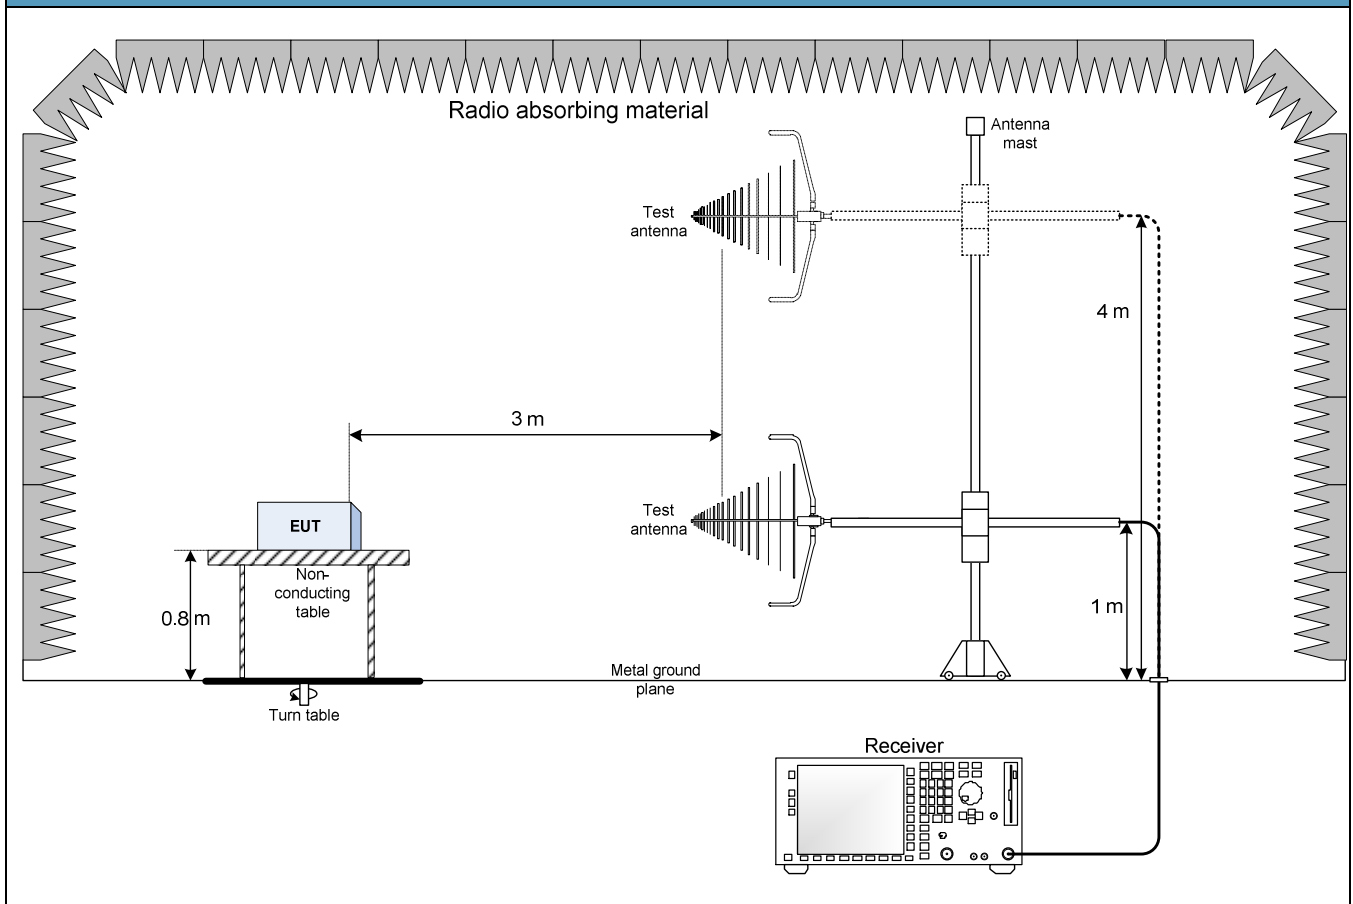 Radio absorbing material
Antenna
mast
Test
antenna
4 m
3 m
Test
antenna
EUT
Non-
conducting
table
0.8 m
1 m
Metal ground
plane
Turn table
Receiver